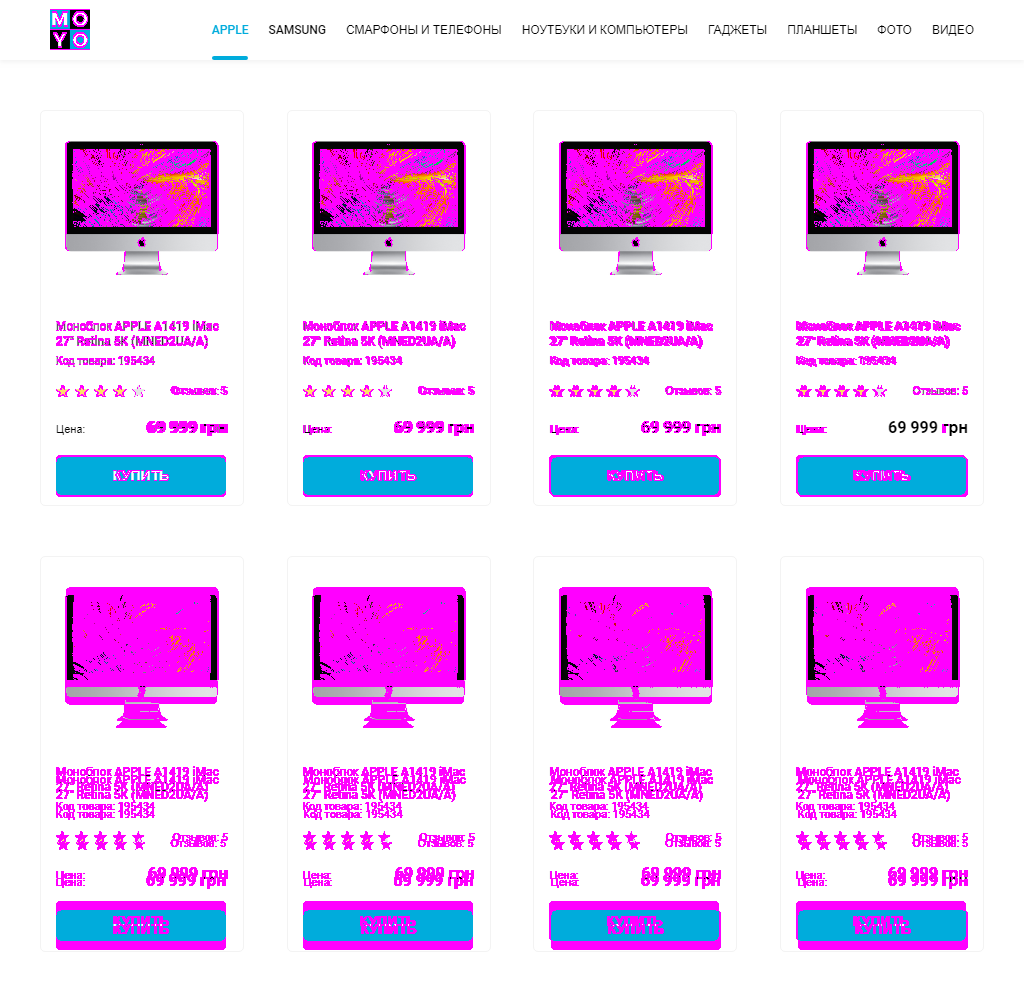 MO
YO
APPLE SAMSUNG СМАРФОНЫ И ТЕЛЕФОНЫ НОУТБУКИ И КОМПЬЮТЕРЫ ГАДЖЕТЫ ПЛАНШЕТЫ ФОТО ВИДЕО
Моноблок APPLE A1419 iMac
27" Retina 5K (MNED2UA/A)
Код товара: 195434
Отзывов: 5
Цена: 69 999 грн
КУПИТЬ
Моноблок APPLE A1419 iMac
27" Retina 5K (MNED2UA/A)
Код товара: 195434
Отзывов: 5
Цена: 69 999 грн
КУПИТЬ
Моноблок APPLE A1419 iMac
27" Retina 5K (MNED2UA/A)
Код товара: 195434
Отзывов: 5
Цена: 69 999 грн
КУПИТЬ
Моноблок APPLE A1419 iMac
27" Retina 5K (MNED2UA/A)
Код товара: 195434
Отзывов: 5
Цена: 69 999 грн
КУПИТЬ
Моноблок APPLE A1419 iMac
27" Retina 5K (MNED2UA/A)
Код товара: 195434
Отзывов: 5
Цена: 69 999 грн
КУПИТЬ
Моноблок APPLE A1419 iMac
27" Retina 5K (MNED2UA/A)
Код товара: 195434
Отзывов: 5
Цена: 69 999 грн
КУПИТЬ
Моноблок APPLE A1419 iMac
27" Retina 5K (MNED2UA/A)
Код товара: 195434
Отзывов: 5
Цена: 69 999 грн
КУПИТЬ
Моноблок APPLE A1419 iMac
27" Retina 5K (MNED2UA/A)
Код товара: 195434
Отзывов: 5
Цена: 69 999 грн
КУПИТЬ